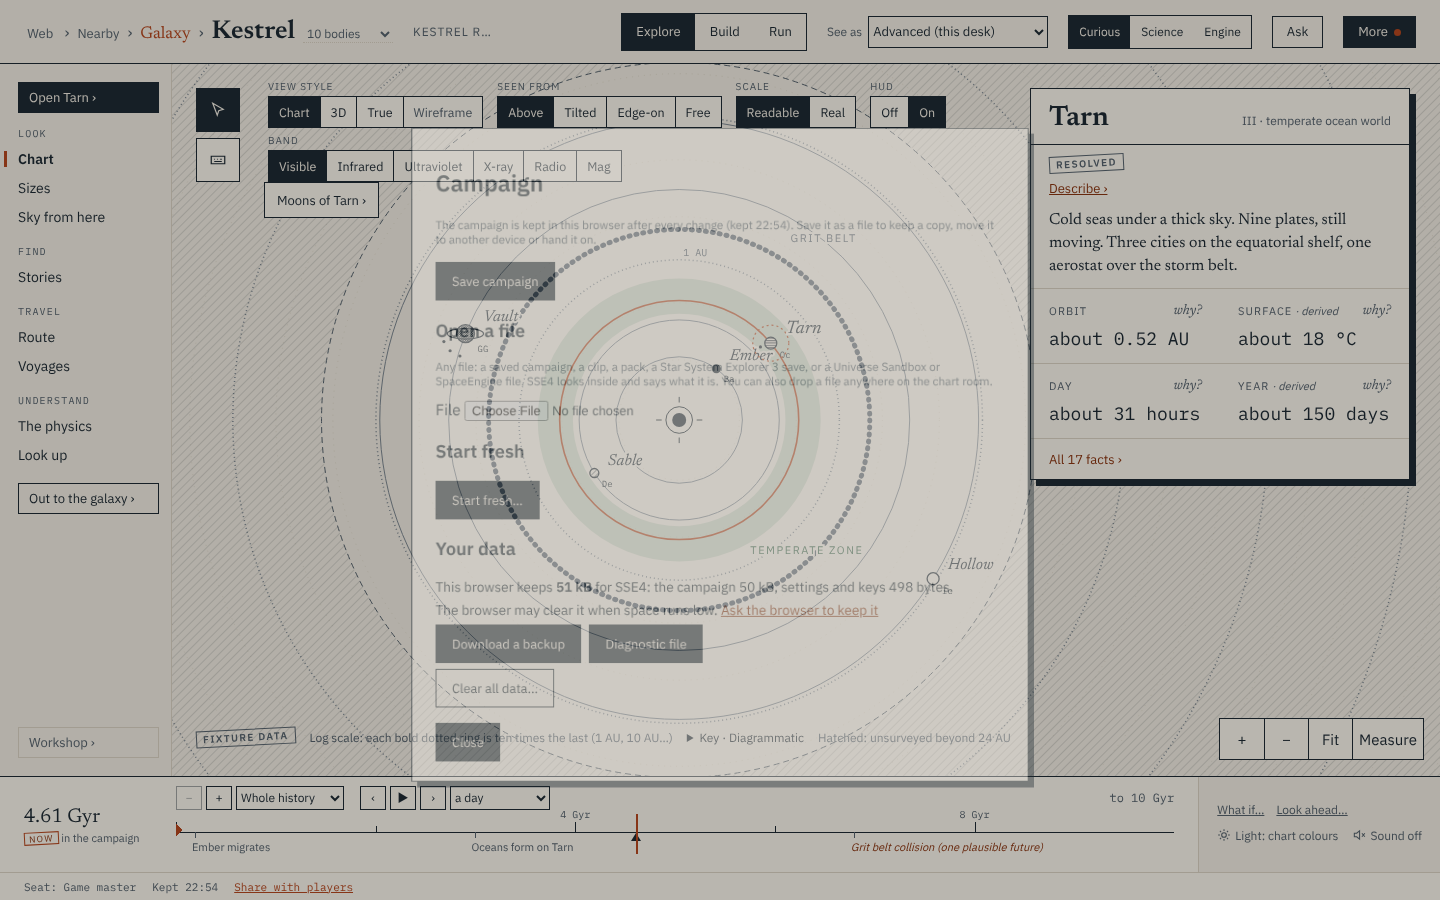 Web › Nearby › Galaxy › Kestrel 10 bodies KESTREL R...
Explore Build Run See as Advanced (this desk) Curious Science Engine Ask More
Open Tarn ›
LOOK
Chart
Sizes
Sky from here
FIND
Stories
TRAVEL
Route
Voyages
UNDERSTAND
The physics
Look up
Out to the galaxy ›
Workshop ›
VIEW STYLE
Chart 3D True Wireframe
SEEN FROM
Above Tilted Edge-on Free
SCALE
Readable Real
HUD
Off On
BAND
Visible Infrared Ultraviolet X-ray Radio Mag
Moons of Tarn ›
Campaign
The campaign is kept in this browser after every change (kept 22:54). Save it as a file to keep a copy, move it
to another device or hand it on.
Save campaign
Open a file
Any file: a saved campaign, a clip, a pack, a Star System Explorer 3 save, or a Universe Sandbox or
SpaceEngine file. SSE4 looks inside and says what it is. You can also drop a file anywhere on the chart room.
File Choose File No file chosen
Start fresh
Start fresh...
Your data
This browser keeps 51 kB for SSE4: the campaign 50 kB, settings and keys 498 bytes.
The browser may clear it when space runs low. Ask the browser to keep it
Download a backup Diagnostic file
Clear all data...
Close
GRIT BELT
1 AU
Vault
GG
Tarn
Oc
Ember
Sable
De
TEMPERATE ZONE
Hollow
Tarn III · temperate ocean world
RESOLVED
Describe ›
Cold seas under a thick sky. Nine plates, still
moving. Three cities on the equatorial shelf, one
aerostat over the storm belt.
ORBIT why? SURFACE · derived why?
about 0.52 AU about 18 °C
DAY why? YEAR · derived why?
about 31 hours about 150 days
All 17 facts ›
FIXTURE DATA Log scale: each bold dotted ring is ten times the last (1 AU, 10 AU...) Key · Diagrammatic Hatched: unsurveyed beyond 24 AU
+ − Fit Measure
4.61 Gyr
NOW in the campaign
− + Whole history ‹ › a day to 10 Gyr
4 Gyr 8 Gyr
Ember migrates Oceans form on Tarn Grit belt collision (one plausible future)
What if... Look ahead...
Light: chart colours Sound off
Seat: Game master Kept 22:54 Share with players